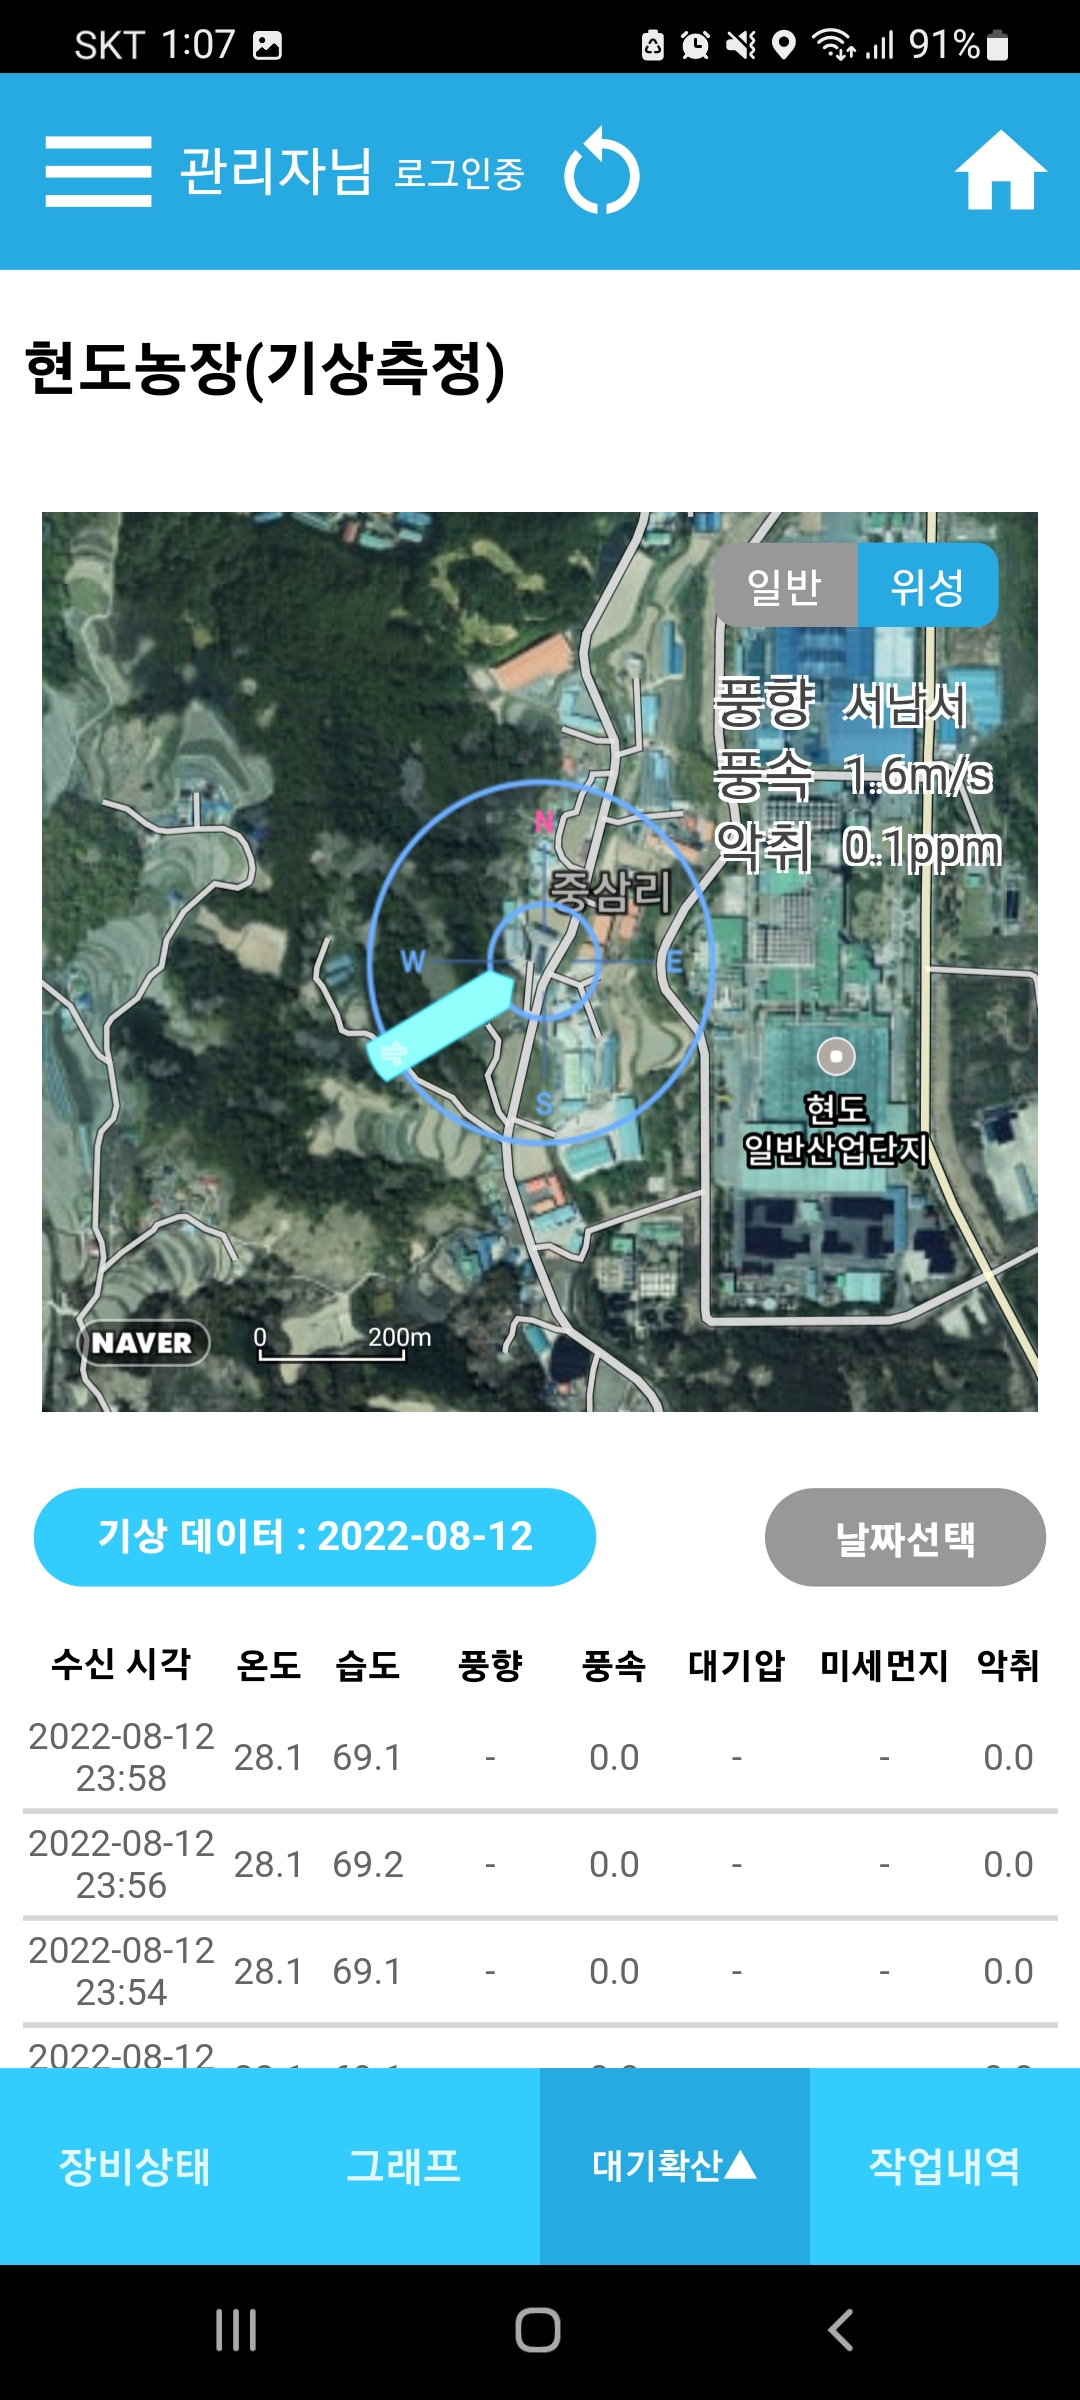 SKT 1:07 91%
관리자님 로그인중
현도농장(기상측정)
일반 위성
풍향 서남서
풍속 1.6m/s
악취 0.1ppm
N
중삼리
W E
S
현도
일반산업단지
NAVER 0 200m
기상 데이터 : 2022-08-12 날짜선택
수신 시각 온도 습도 풍향 풍속 대기압 미세먼지 악취
2022-08-12
23:58 28.1 69.1 - 0.0 - - 0.0
2022-08-12
23:56 28.1 69.2 - 0.0 - - 0.0
2022-08-12
23:54 28.1 69.1 - 0.0 - - 0.0
2022-08-12
장비상태 그래프 대기확산▲ 작업내역